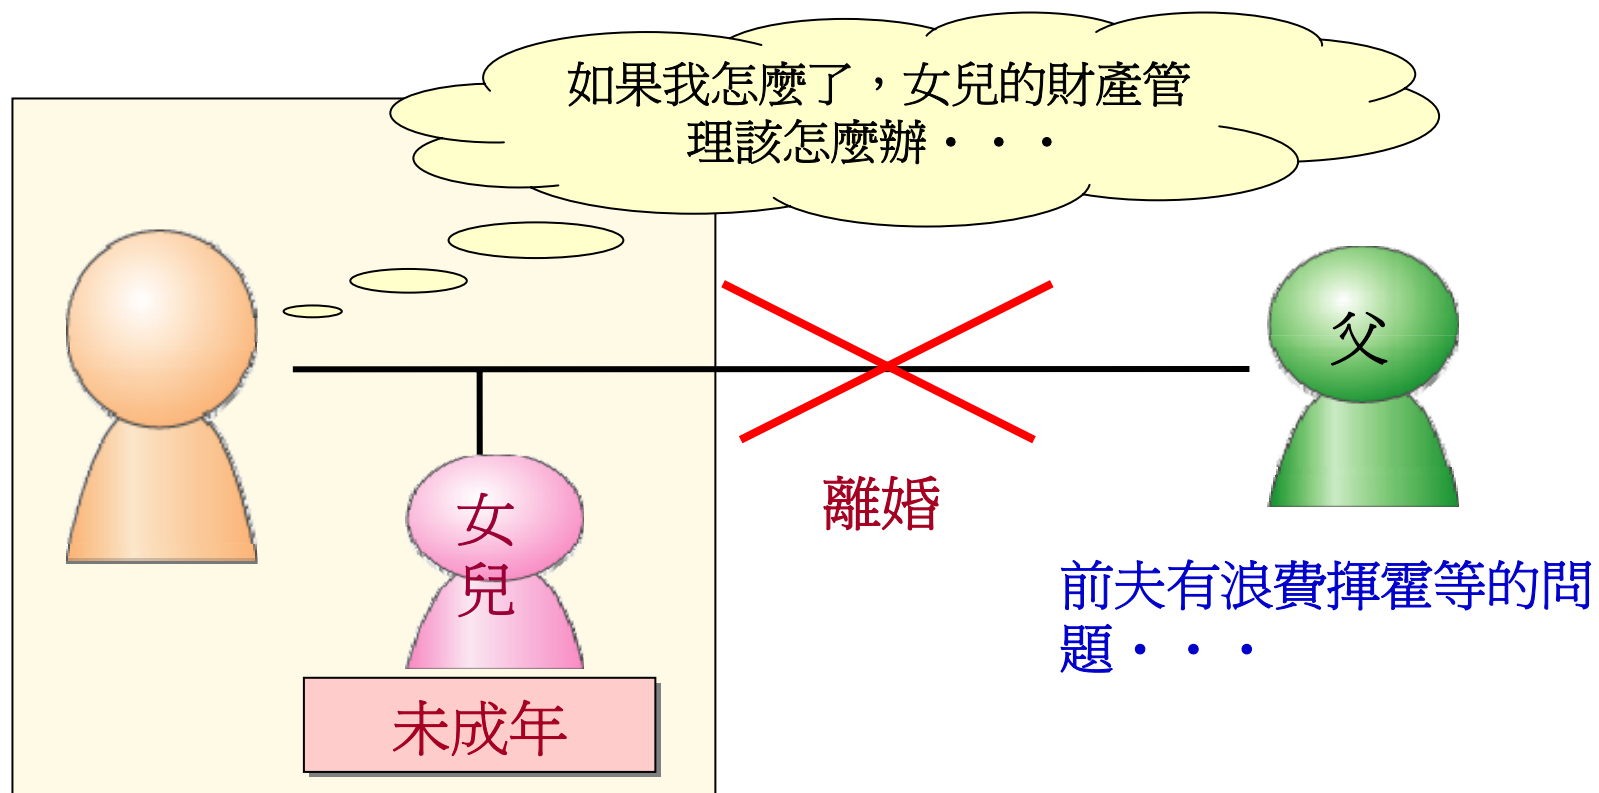 如果我怎麼了，女兒的財產管
理該怎麼辦・・・
父
女
兒
離婚
前夫有浪費揮霍等的問
題・・・
未成年